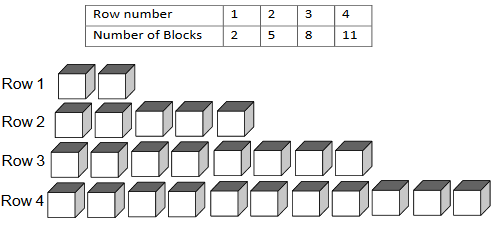 Row number 1 2 3 4
Number of Blocks 2 5 8 11
Row 1
Row 2
Row 3
Row 4